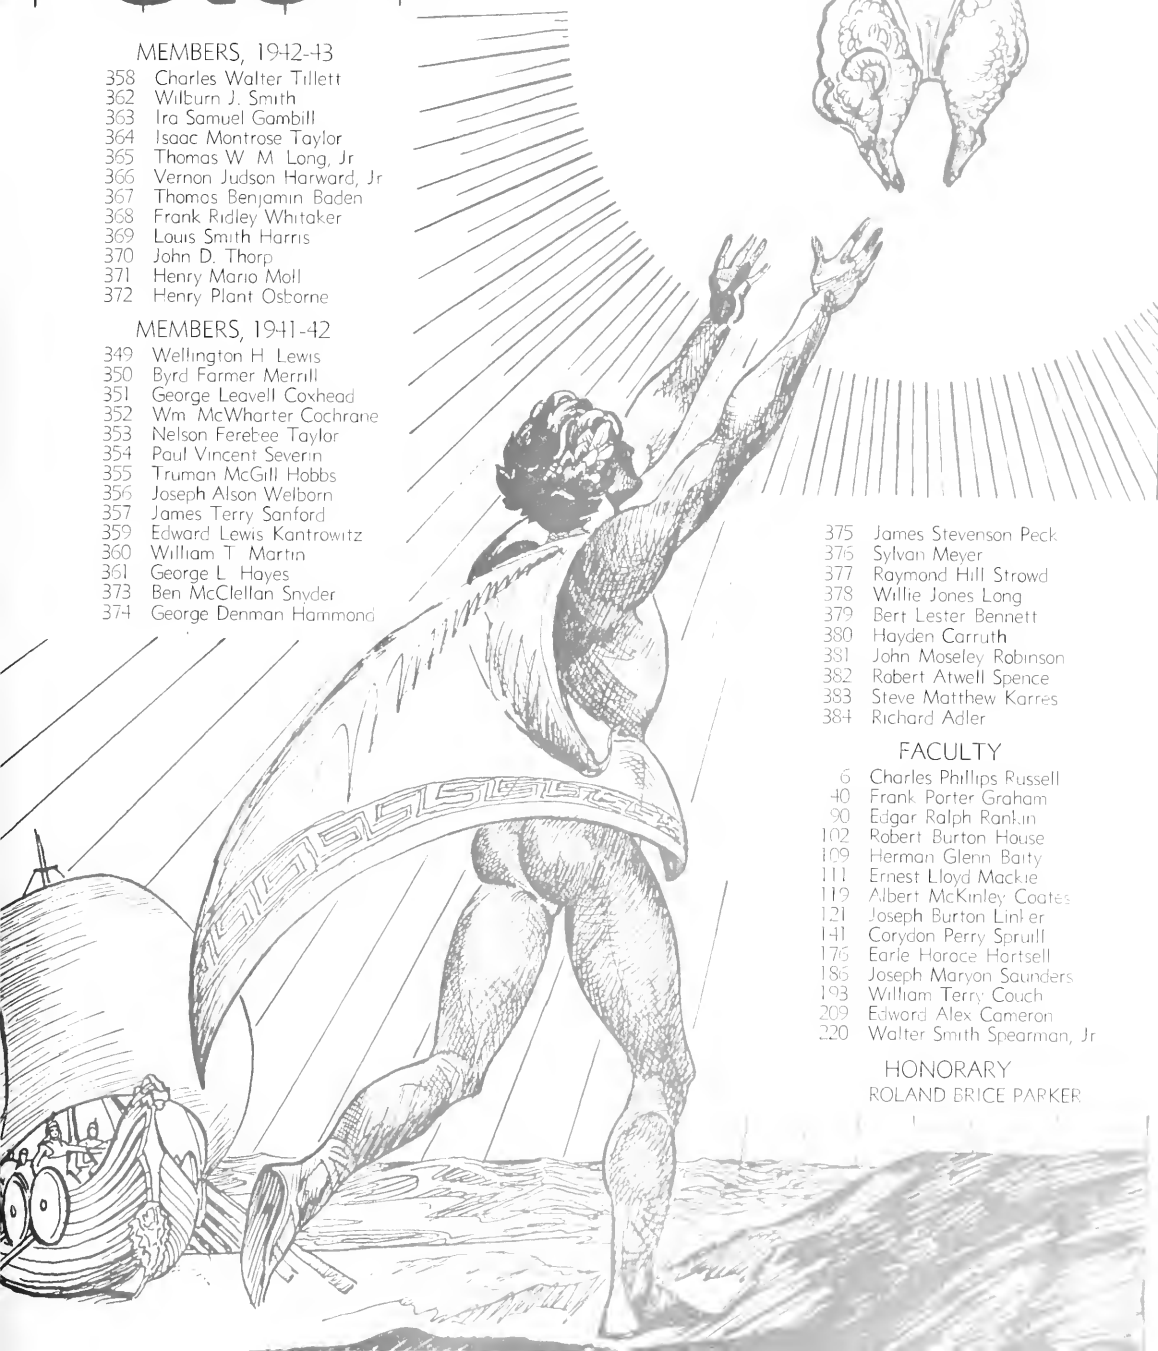 MEMBERS, 1942-43
358 Charles Walter Tillett
362 Wilburn J. Smith
363 Ira Samuel Gambill
364 Isaac Montrose Taylor
365 Thomas W M Long, Jr
366 Vernon Judson Harward, Jr
367 Thomas Benjamin Baden
368 Frank Ridley Whitaker
369 Louis Smith Harris
370 John D. Thorp
371 Henry Mario Moll
372 Henry Plant Osborne
MEMBERS, 1941-42
349 Wellington H Lewis
350 Byrd Farmer Merrill
351 George Leavell Coxhead
352 Wm McWharter Cochrane
353 Nelson Ferebee Taylor
354 Paul Vincent Severin
355 Truman McGill Hobbs
356 Joseph Alson Welborn
357 James Terry Sanford
359 Edward Lewis Kantrowitz
360 William T Martin
361 George L Hayes
373 Ben McClellan Snyder
374 George Denman Hammond
375 James Stevenson Peck
376 Sylvan Meyer
377 Raymond Hill Strowd
378 Willie Jones Long
379 Bert Lester Bennett
380 Hayden Carruth
381 John Moseley Robinson
382 Robert Atwell Spence
383 Steve Matthew Karres
384 Richard Adler
FACULTY
6 Charles Phillips Russell
40 Frank Porter Graham
90 Edgar Ralph Rankin
102 Robert Burton House
109 Herman Glenn Baity
111 Ernest Lloyd Mackie
119 Albert McKinley Coates
121 Joseph Burton Linker
141 Corydon Perry Spruill
176 Earle Horace Hartsell
186 Joseph Maryon Saunders
193 William Terry Couch
209 Edward Alex Cameron
220 Walter Smith Spearman, Jr
HONORARY
ROLAND BRICE PARKER